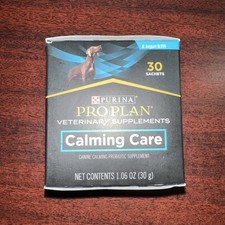 30
SACHETS
PURINA
PRO PLAN
VETERINARY SUPPLEMENTS
Calming Care
CANINE CALMING PROBIOTIC SUPPLEMENT
NET CONTENTS 1.06 OZ (30 g)